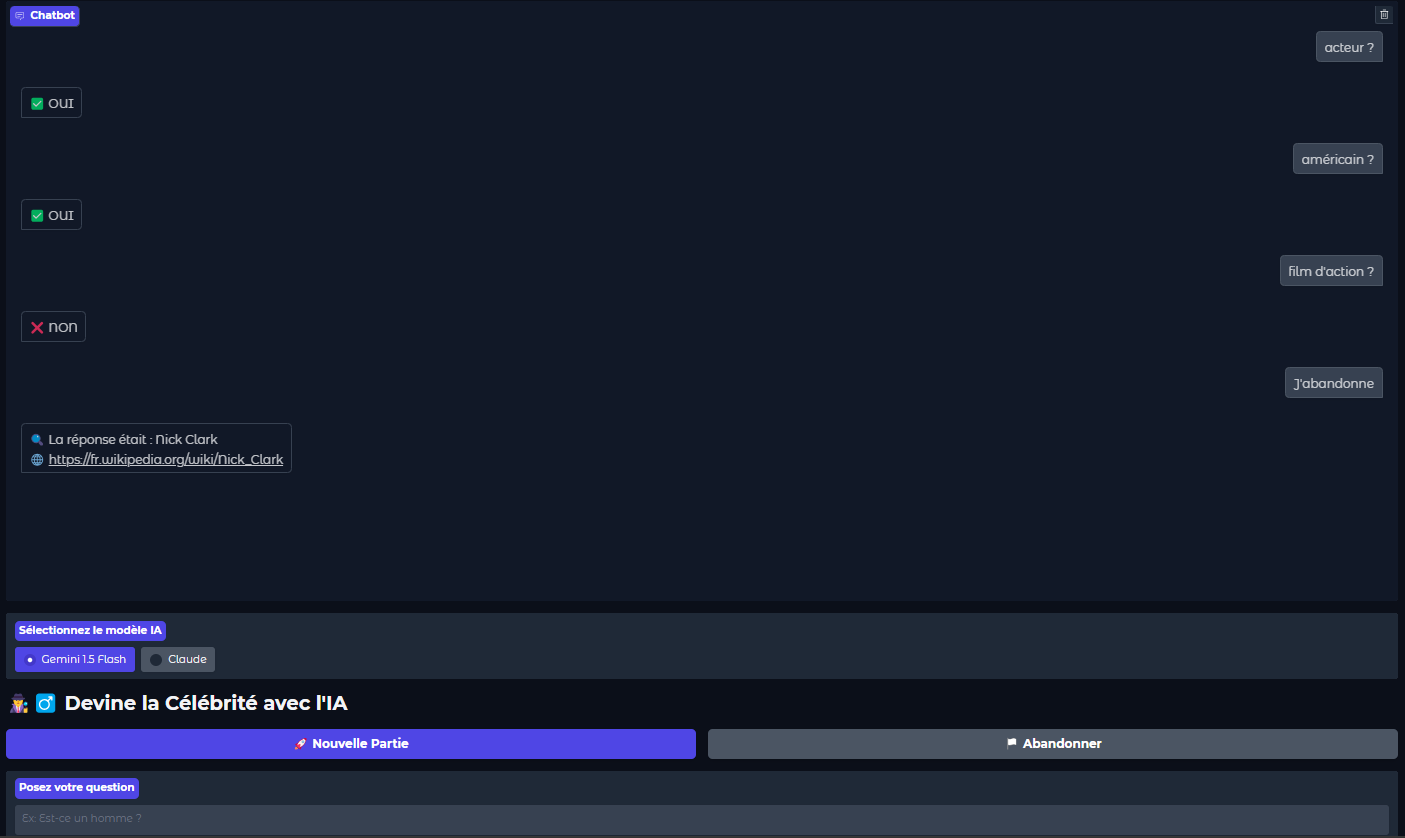 Chatbot
acteur ?
✅ OUI
américain ?
✅ OUI
film d'action ?
❌ NON
J'abandonne
🔍 La réponse était : Nick Clark
🌐 https://fr.wikipedia.org/wiki/Nick_Clark
Sélectionnez le modèle IA
Gemini 1.5 Flash
Claude
Devine la Célébrité avec l'IA
🚀 Nouvelle Partie
🏳️ Abandonner
Posez votre question
Ex: Est-ce un homme ?